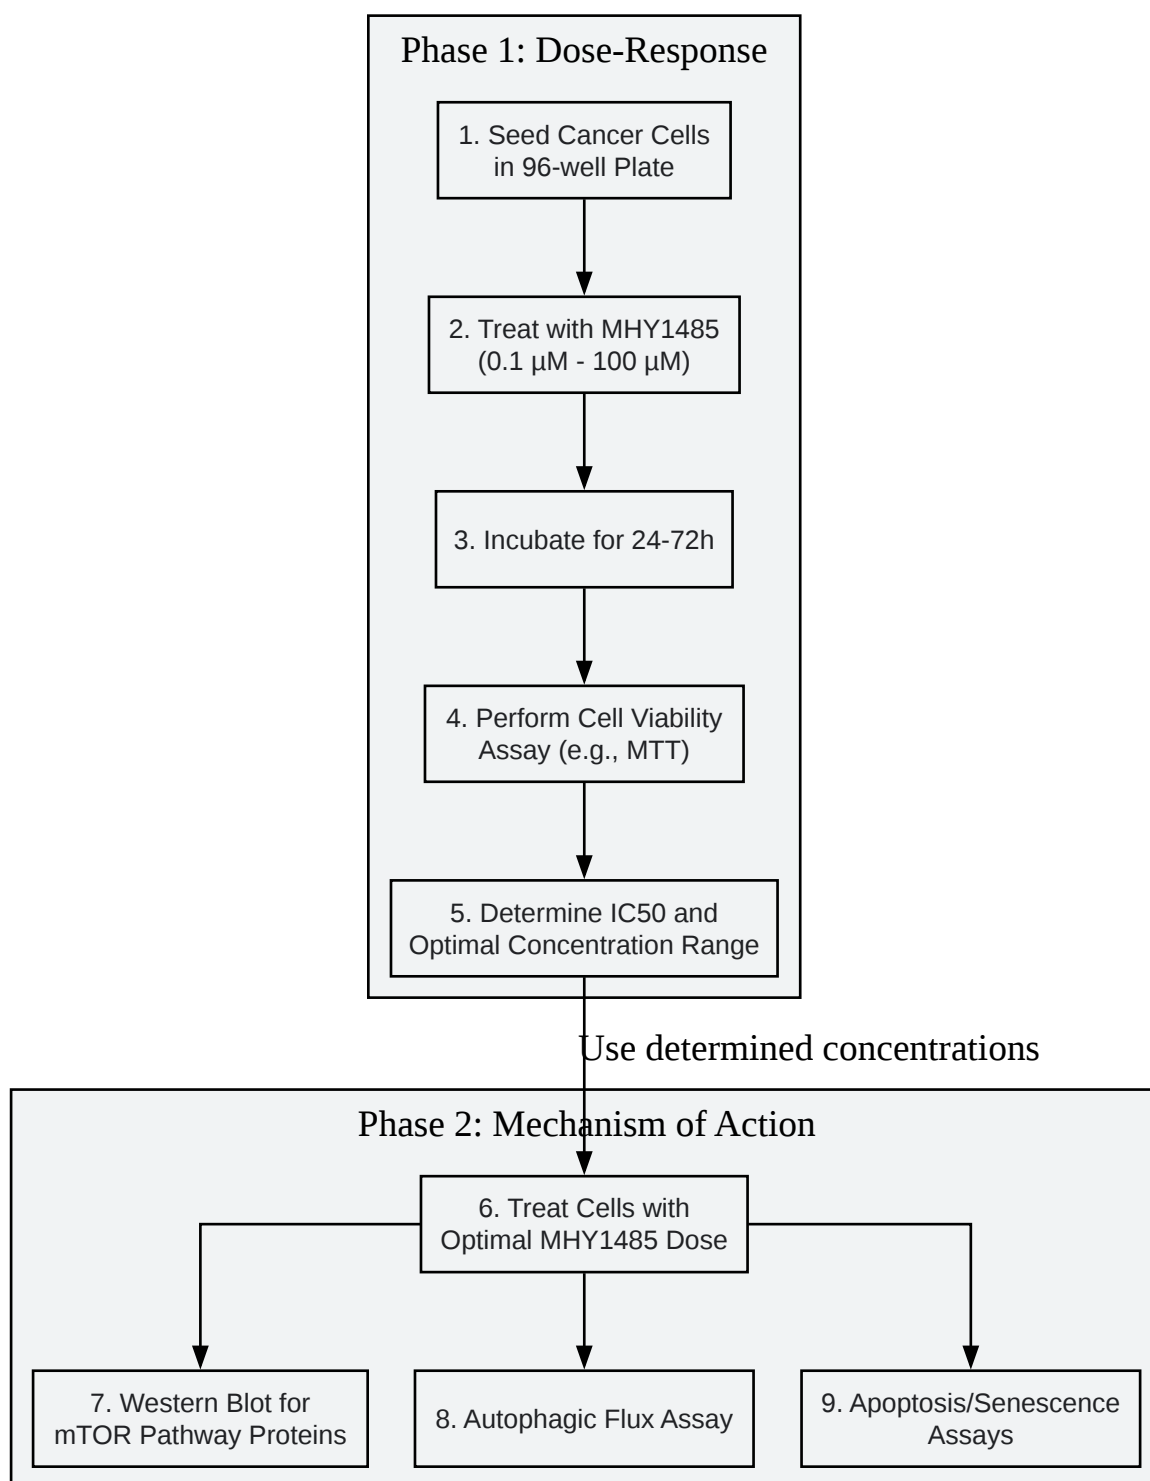 Phase 1: Dose-Response
1. Seed Cancer Cells
in 96-well Plate
2. Treat with MHY1485
(0.1 µM - 100 µM)
3. Incubate for 24-72h
4. Perform Cell Viability
Assay (e.g., MTT)
5. Determine IC50 and
Optimal Concentration Range
Use determined concentrations
Phase 2: Mechanism of Action
6. Treat Cells with
Optimal MHY1485 Dose
7. Western Blot for
mTOR Pathway Proteins
8. Autophagic Flux Assay
9. Apoptosis/Senescence
Assays